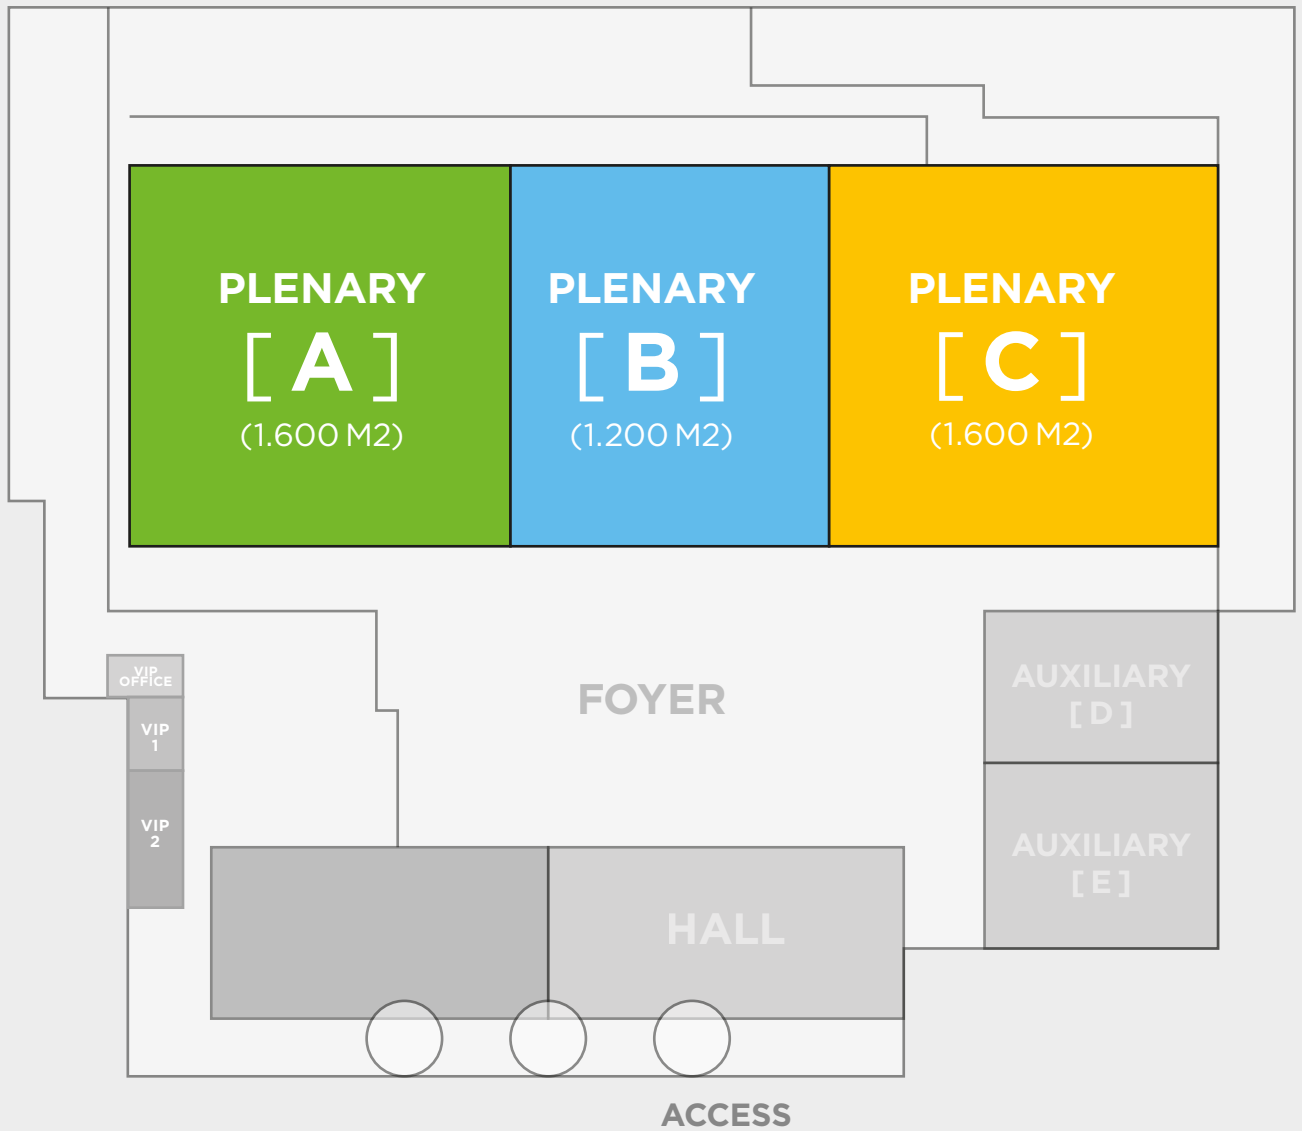 PLENARY
[ A ]
(1.600 M2)
PLENARY
[ B ]
(1.200 M2)
PLENARY
[ C ]
(1.600 M2)
VIP
OFFICE
VIP
1
VIP
2
FOYER
AUXILIARY
[ D ]
AUXILIARY
[ E ]
HALL
ACCESS